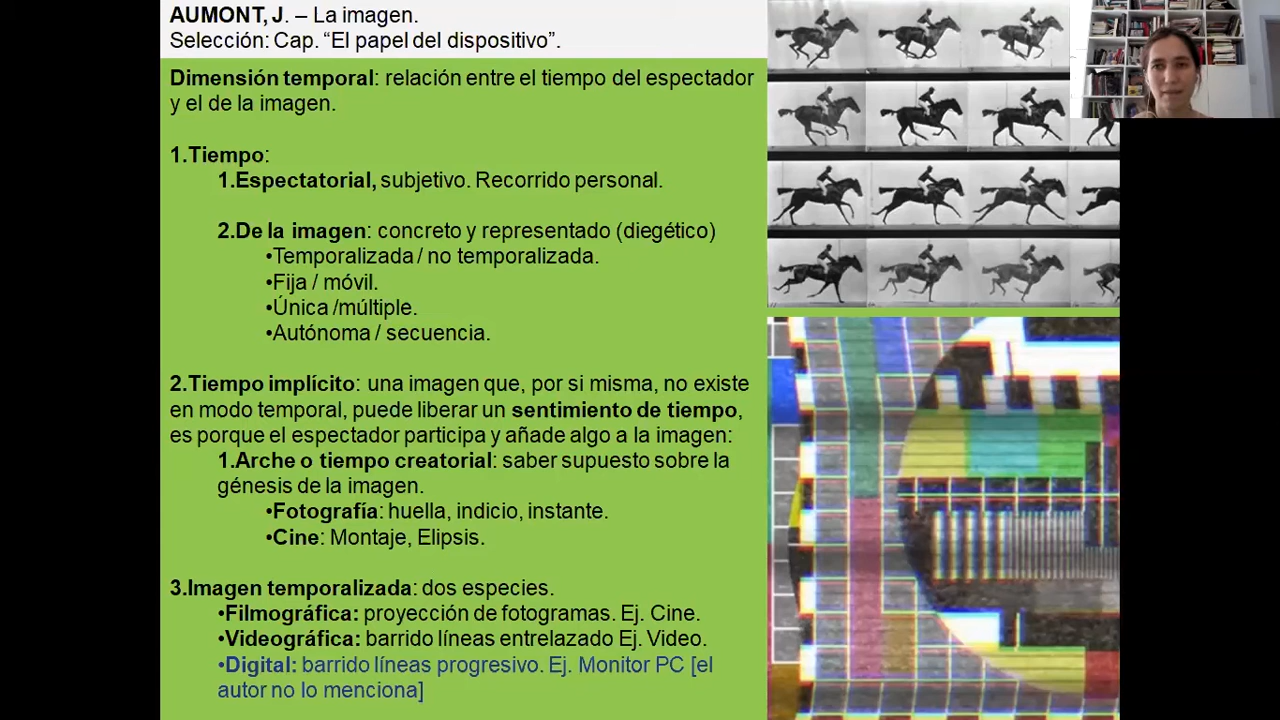 AUMONT, J. – La imagen.
Selección: Cap. “El papel del dispositivo”.
Dimensión temporal: relación entre el tiempo del espectador
y el de la imagen.
1.Tiempo:
1.Espectatorial, subjetivo. Recorrido personal.
2.De la imagen: concreto y representado (diegético)
•Temporalizada / no temporalizada.
•Fija / móvil.
•Única /múltiple.
•Autónoma / secuencia.
2.Tiempo implícito: una imagen que, por si misma, no existe
en modo temporal, puede liberar un sentimiento de tiempo,
es porque el espectador participa y añade algo a la imagen:
1.Arche o tiempo creatorial: saber supuesto sobre la
génesis de la imagen.
•Fotografía: huella, indicio, instante.
•Cine: Montaje, Elipsis.
3.Imagen temporalizada: dos especies.
•Filmográfica: proyección de fotogramas. Ej. Cine.
•Videográfica: barrido líneas entrelazado Ej. Video.
•Digital: barrido líneas progresivo. Ej. Monitor PC [el
autor no lo menciona]